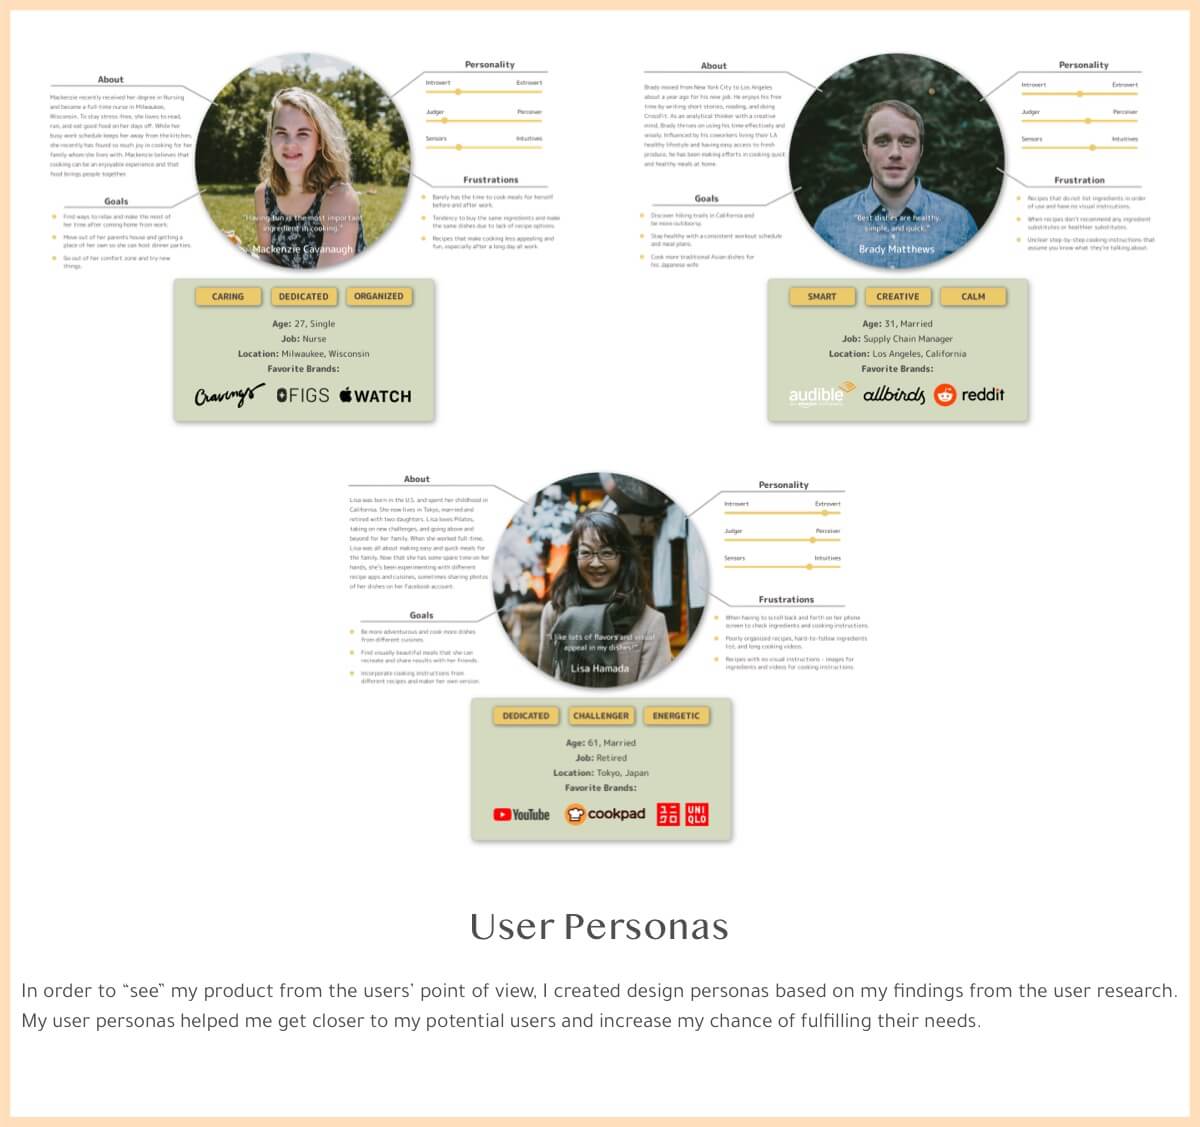 About
Mackenzie recently received her degree in Nursing
and became a full-time nurse in Milwaukee,
Wisconsin. To stay stress-free, she loves to read,
run, and eat good food on her days off. While her
busy work schedule keeps her away from the kitchen,
she recently has found so much joy in cooking for her
family whom she lives with. Mackenzie believes that
cooking can be an enjoyable experience and that
food brings people together.
Goals
Find ways to relax and make the most of
her time after coming home from work.
Move out of her parents house and getting a
place of her own so she can host dinner parties.
Go out of her comfort zone and try new
things.
"Having fun is the most important
ingredient in cooking."
Mackenzie Cavanaugh
Personality
Introvert Extrovert
Judger Perceiver
Sensors Intuitives
Frustrations
Barely has the time to cook meals for herself
before and after work.
Tendency to buy the same ingredients and make
the same dishes due to lack of recipe options.
Recipes that make cooking less appealing and
fun, especially after a long day at work.
CARING DEDICATED ORGANIZED
Age: 27, Single
Job: Nurse
Location: Milwaukee, Wisconsin
Favorite Brands:
Cravings FIGS WATCH
About
Brady moved from New York City to Los Angeles
about a year ago for his new job. He enjoys his free
time by writing short stories, reading, and doing
CrossFit. As an analytical thinker with a creative
mind, Brady thrives on using his time effectively and
wisely. Influenced by his coworkers living their LA
healthy lifestyle and having easy access to fresh
produce, he has been making efforts in cooking quick
and healthy meals at home.
Goals
Discover hiking trails in California and
be more outdoorsy.
Stay healthy with a consistent workout schedule
and meal plans.
Cook more traditional Asian dishes for
his Japanese wife.
"Best dishes are healthy,
simple, and quick."
Brady Matthews
Personality
Introvert Extrovert
Judger Perceiver
Sensors Intuitives
Frustration
Recipes that do not list ingredients in order
of use and have no visual instructions.
When recipes don't recommend any ingredient
substitutes or healthier substitutes.
Unclear step-by-step cooking instructions that
assume you know what they're talking about.
SMART CREATIVE CALM
Age: 31, Married
Job: Supply Chain Manager
Location: Los Angeles, California
Favorite Brands:
audible allbirds reddit
About
Lisa was born in the U.S. and spent her childhood in
California. She now lives in Tokyo, married and
retired with two daughters. Lisa loves Pilates,
taking on new challenges, and going above and
beyond for her family. When she worked full-time,
Lisa was all about making easy and quick meals for
the family. Now that she has some spare time on her
hands, she's been experimenting with different
recipe apps and cuisines, sometimes sharing photos
of her dishes on her Facebook account.
Goals
Be more adventurous and cook more dishes
from different cuisines.
Find visually beautiful meals that she can
recreate and share results with her friends.
Incorporate cooking instructions from
different recipes and maker her own version.
"I like lots of flavors and visual
appeal in my dishes!"
Lisa Hamada
Personality
Introvert Extrovert
Judger Perceiver
Sensors Intuitives
Frustrations
When having to scroll back and forth on her phone
screen to check ingredients and cooking instructions.
Poorly organized recipes, hard-to-follow ingredients
list, and long cooking videos.
Recipes with no visual instructions - images for
ingredients and videos for cooking instructions.
DEDICATED CHALLENGER ENERGETIC
Age: 61, Married
Job: Retired
Location: Tokyo, Japan
Favorite Brands:
YouTube cookpad ユニクロ UNIQLO
User Personas
In order to “see” my product from the users’ point of view, I created design personas based on my findings from the user research.
My user personas helped me get closer to my potential users and increase my chance of fulfilling their needs.